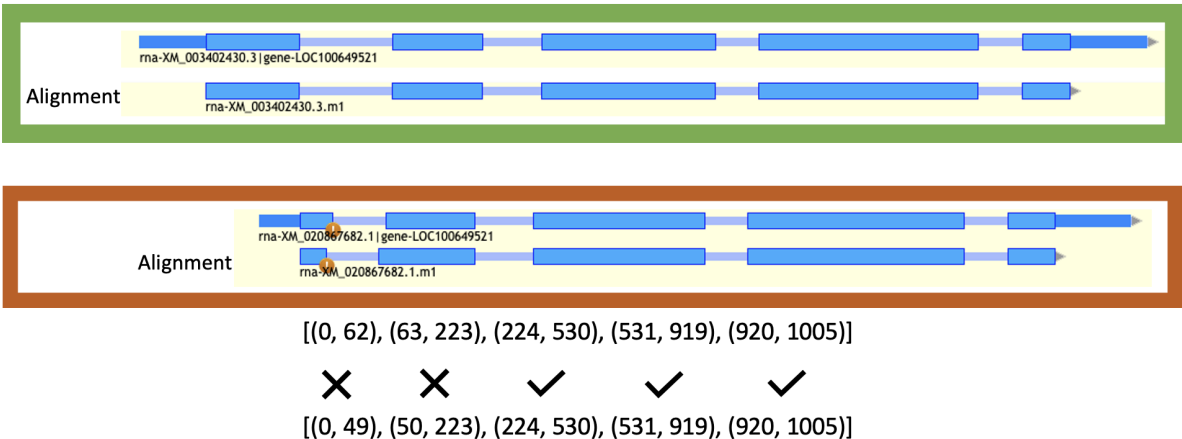 rna-XM_003402430.3|gene-LOC100649521
Alignment
rna-XM_003402430.3.m1
rna-XM_020867682.1|gene-LOC100649521
Alignment
rna-XM_020867682.1.m1
[(0, 62), (63, 223), (224, 530), (531, 919), (920, 1005)]
[(0, 49), (50, 223), (224, 530), (531, 919), (920, 1005)]